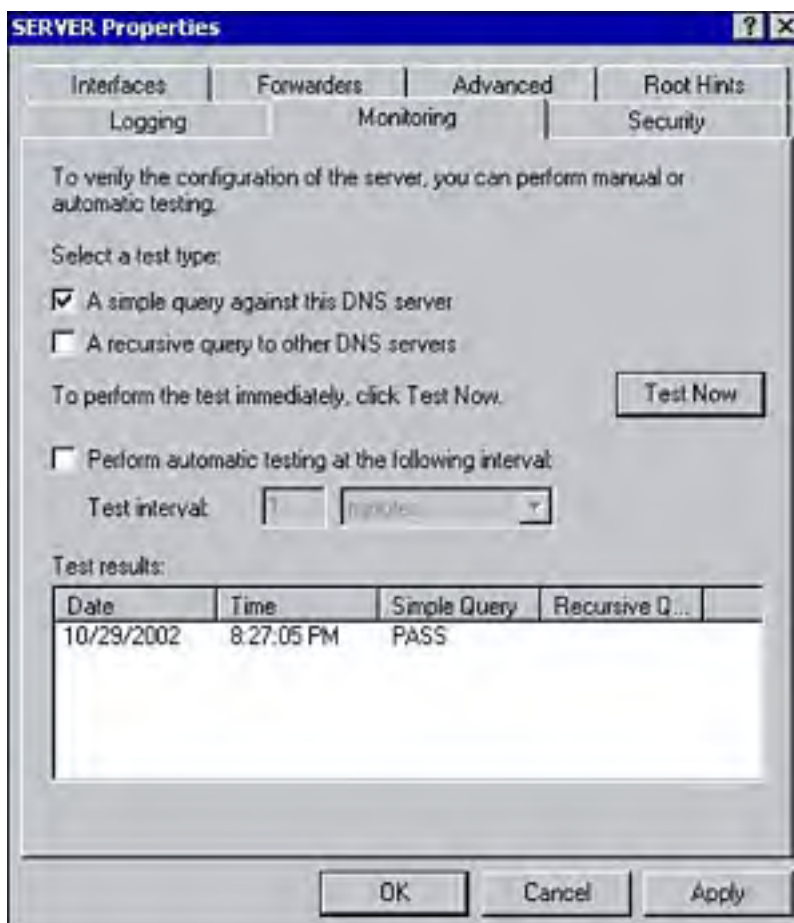 SERVER Properties
Interfaces Forwarders Advanced Root Hints
Logging Monitoring Security
To verify the configuration of the server, you can perform manual or
automatic testing.
Select a test type:
A simple query against this DNS server
A recursive query to other DNS servers
To perform the test immediately, click Test Now.
Test Now
Perform automatic testing at the following interval:
Test interval: 1 minutes
Test results:
Date Time Simple Query Recursive Q...
10/29/2002 8:27:05 PM PASS
OK Cancel Apply